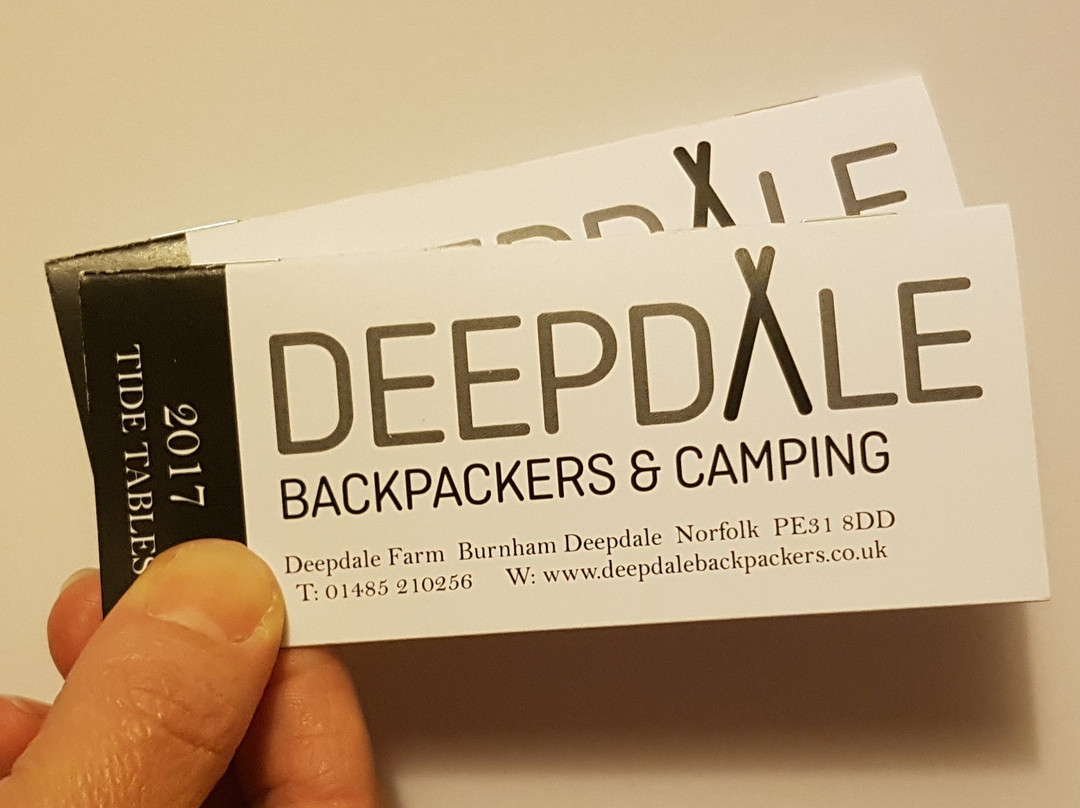 DEEPDALE
2017
TIDE TABLES
DEEPDALE
BACKPACKERS & CAMPING
Deepdale Farm Burnham Deepdale Norfolk PE31 8DD
T: 01485 210256 W: www.deepdalebackpackers.co.uk